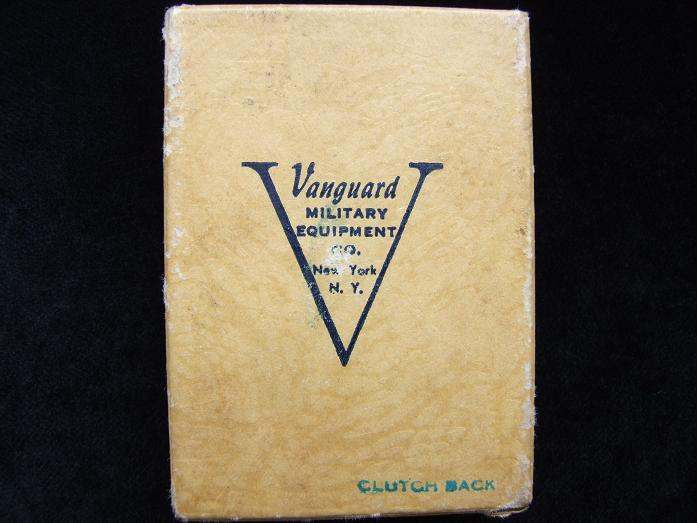 Vanguard
MILITARY
EQUIPMENT
CO.
New York
N. Y.
CLUTCH BACK